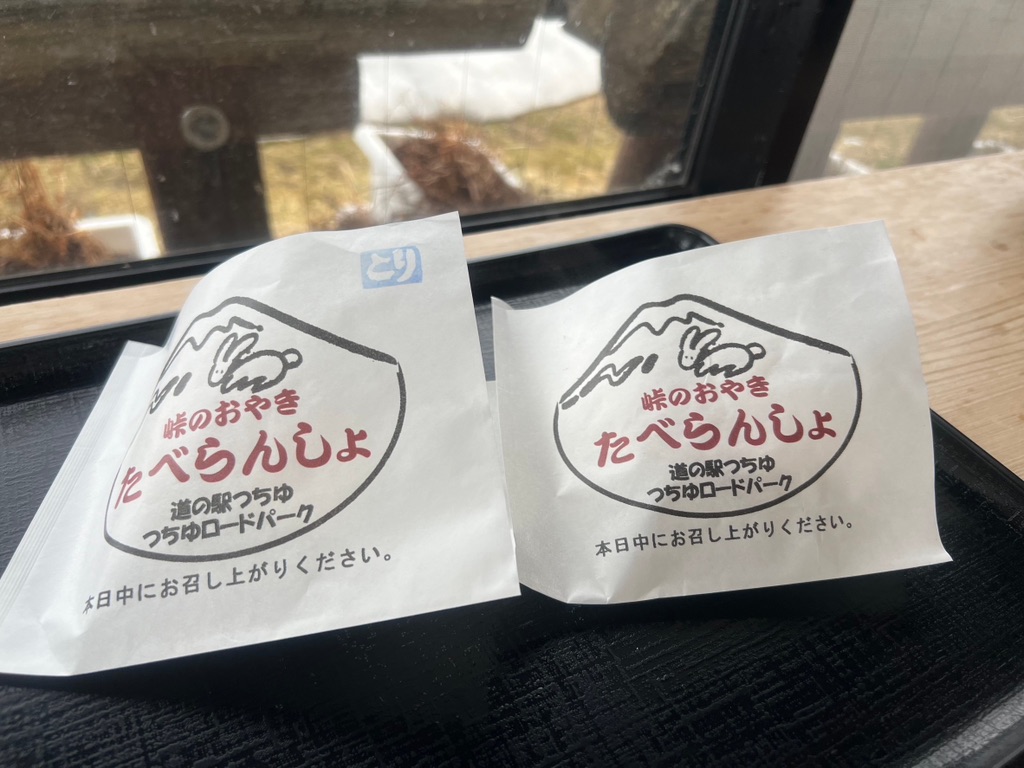 とり
峠のおやき
たべらんしょ
道の駅つちゆ
つちゆロードパーク
本日中にお召し上がりください。
峠のおやき
たべらんしょ
道の駅つちゆ
つちゆロードパーク
本日中にお召し上がりください。